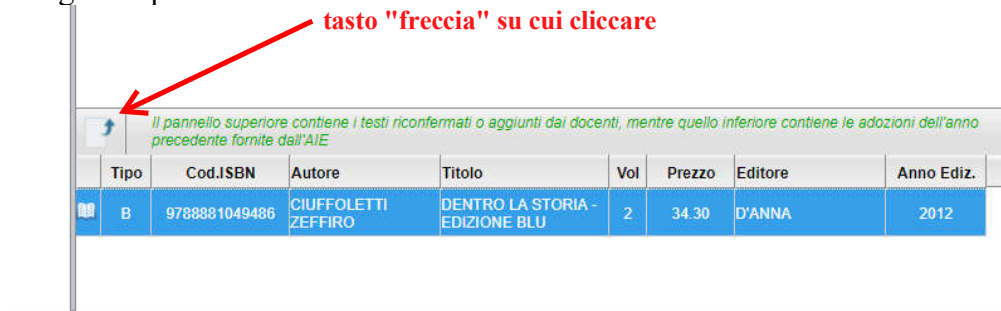 tasto "freccia" su cui cliccare
Il pannello superiore contiene i testi riconfermati o aggiunti dai docenti, mentre quello inferiore contiene le adozioni dell'anno
precedente fornite dall'AIE
Tipo Cod.ISBN Autore Titolo Vol Prezzo Editore Anno Ediz.
B 9788881049486 CIUFFOLETTI ZEFFIRO DENTRO LA STORIA - EDIZIONE BLU 2 34.30 D'ANNA 2012